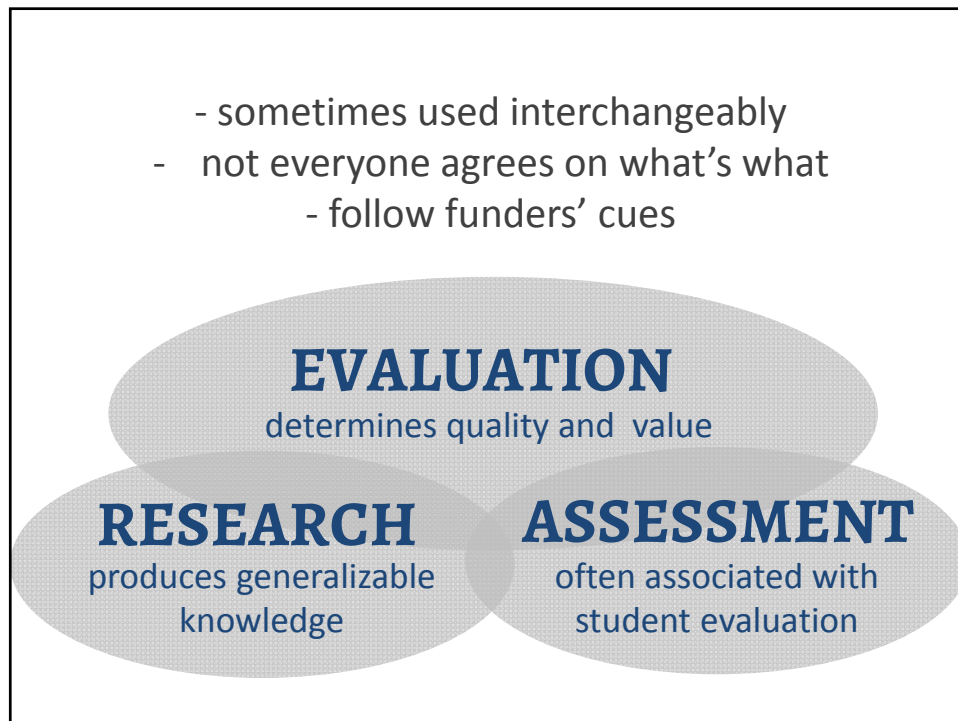 - sometimes used interchangeably
- not everyone agrees on what’s what
- follow funders’ cues
EVALUATION
determines quality and value
RESEARCH
produces generalizable
knowledge
ASSESSMENT
often associated with
student evaluation